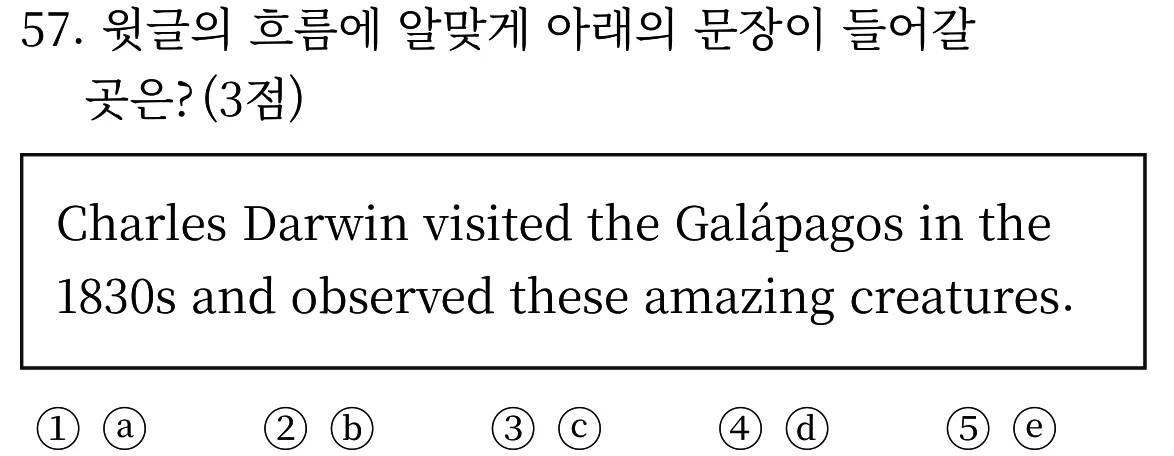 57. 윗글의 흐름에 알맞게 아래의 문장이 들어갈
곳은? (3점)
Charles Darwin visited the Galápagos in the
1830s and observed these amazing creatures.
① ⓐ ② ⓑ ③ ⓒ ④ ⓓ ⑤ ⓔ